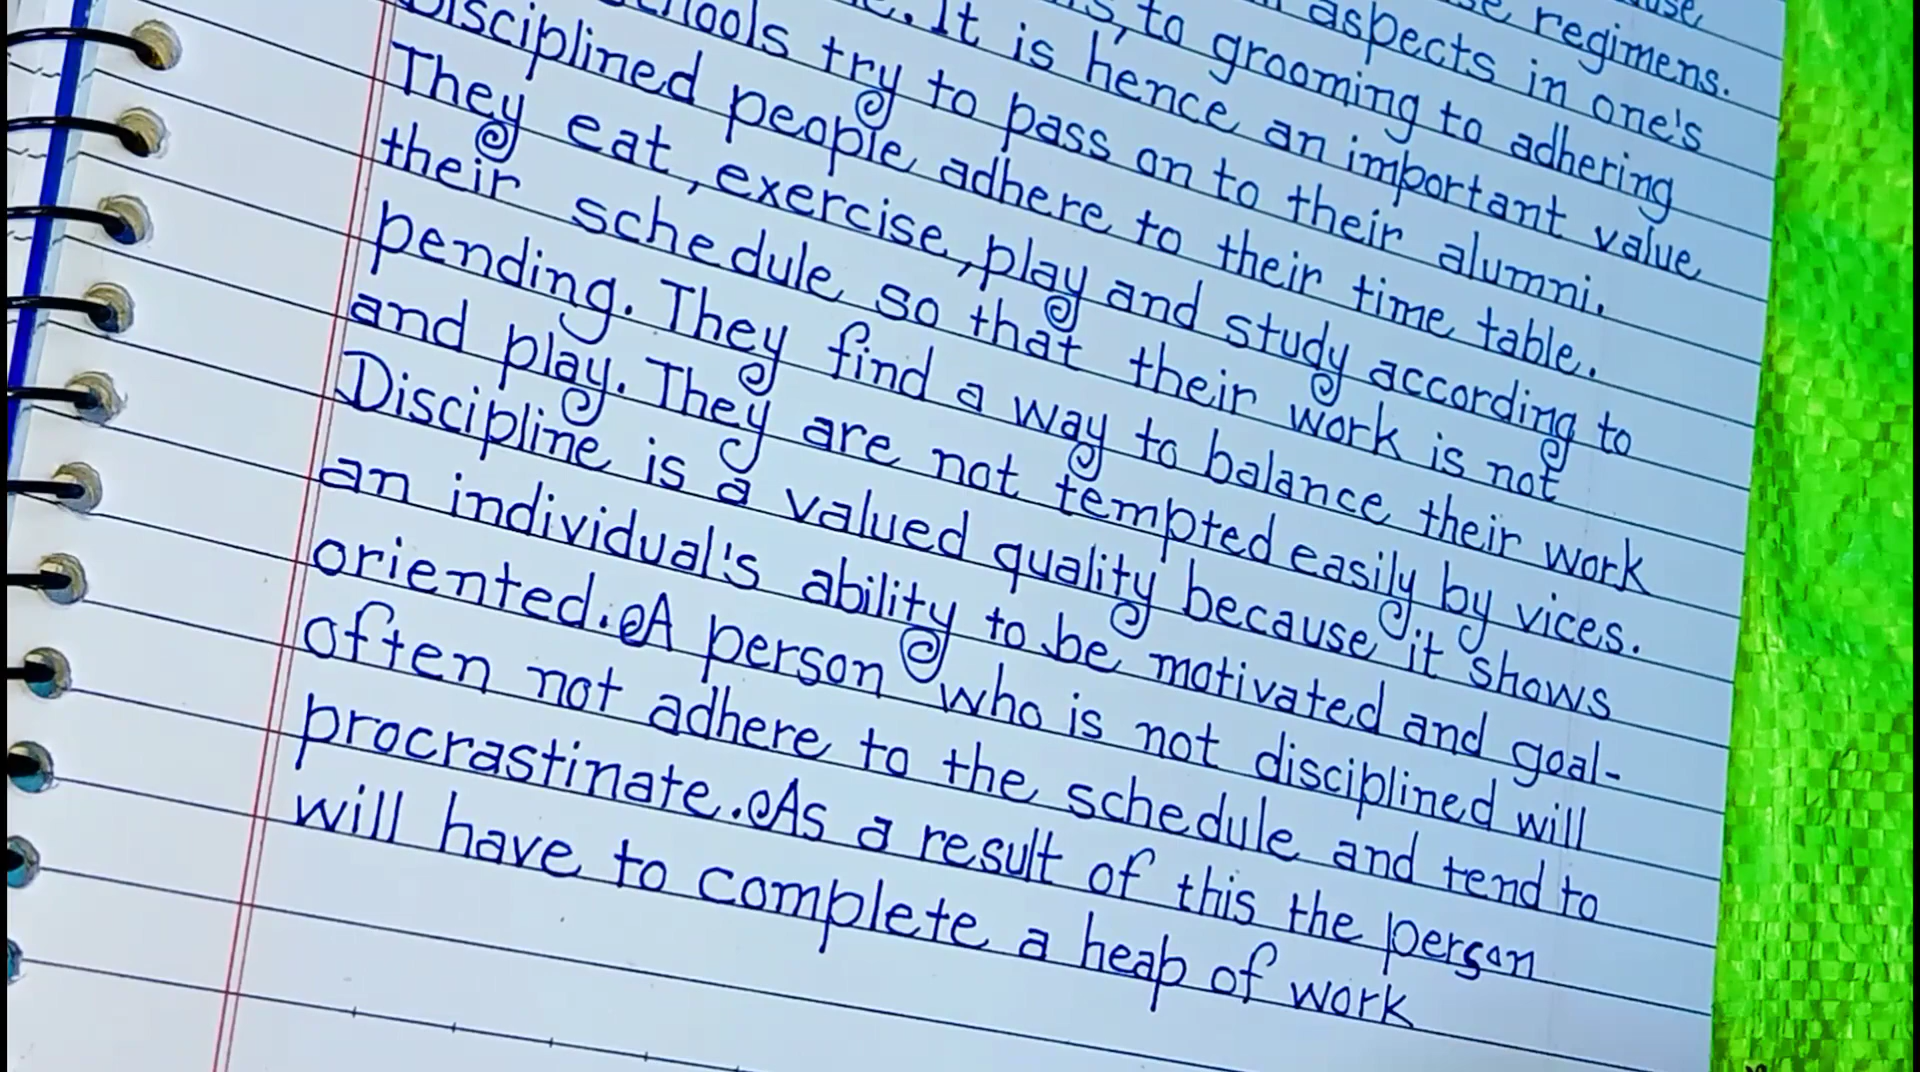 regimens.
aspects in one's
to grooming to adhering
It is hence an important value
try to pass on to their alumni.
Disciplined people adhere to their time table.
They eat, exercise, play and study according to
their schedule so that their work is not
pending. They find a way to balance their work
and play. They are not tempted easily by vices.
Discipline is a valued quality because it shows
an individual's ability to be motivated and goal-
oriented. A person who is not disciplined will
often not adhere to the schedule and tend to
procrastinate. As a result of this the person
will have to complete a heap of work